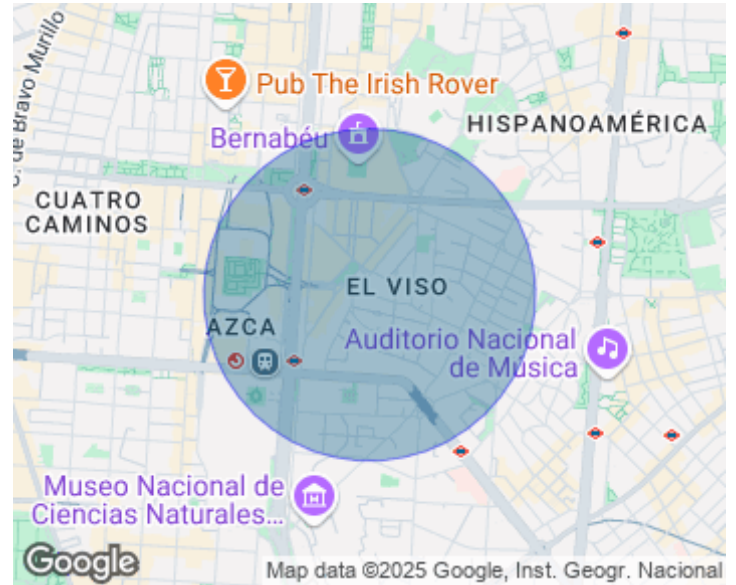 C. de Bravo Murillo
Pub The Irish Rover
Bernabéu
HISPANOAMÉRICA
CUATRO
CAMINOS
EL VISO
AZCA
Auditorio Nacional
de Música
Museo Nacional de
Ciencias Naturales...
Google
Map data ©2025 Google, Inst. Geogr. Nacional